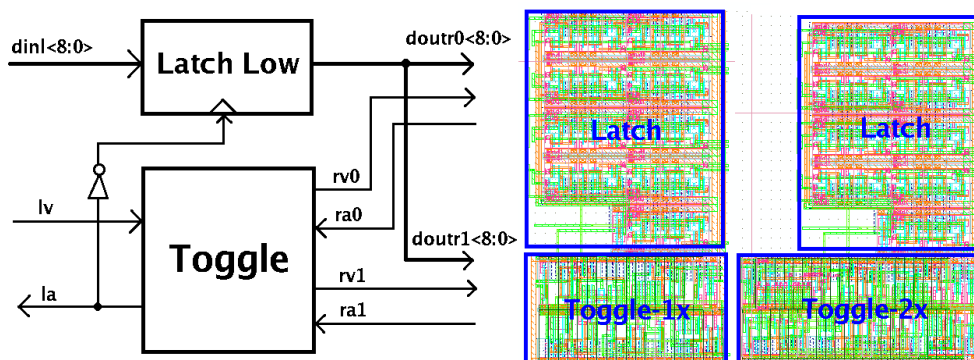 dinl<8:0>
Latch Low
doutr0<8:0>
rv0
lv
ra0
Toggle
doutr1<8:0>
rv1
la
ra1
Latch
Latch
Toggle-1x
Toggle-2x